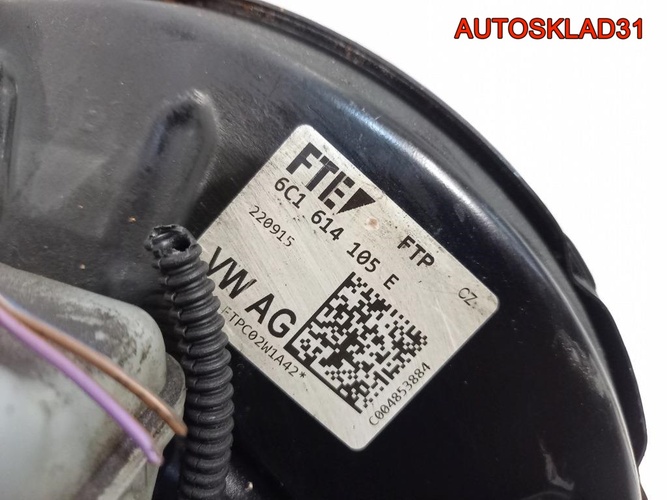 AUTOSKLAD31
FTE
6C1 614 105 E
FTP
CZ.
220915
VW AG
FTPC02W1A42*
C004853884